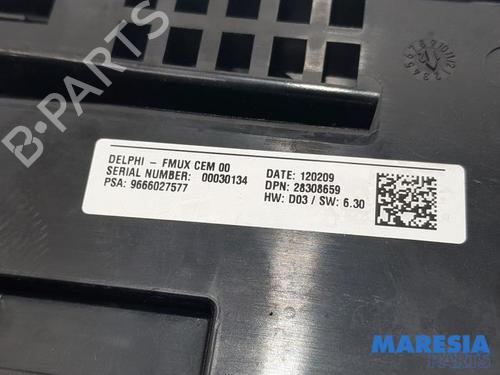 DELPHI - FMUX CEM 00
SERIAL NUMBER: 00030134
PSA: 9666027577
DATE: 120209
DPN: 28308659
HW: D03 / SW: 6.30
B-PARTS
MARESIA
PARTS